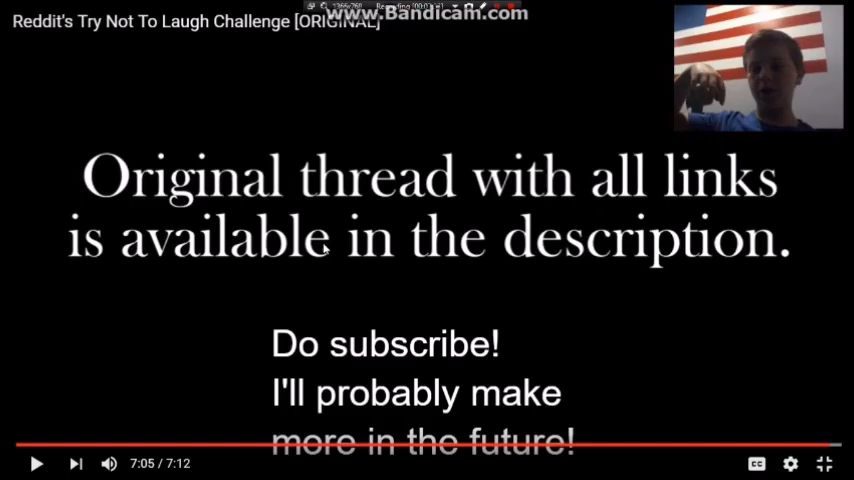 www.Bandicam.com
Reddit's Try Not To Laugh Challenge [ORIGINAL]
Original thread with all links
is available in the description.
Do subscribe!
I'll probably make
more in the future!
7:05 / 7:12
CC